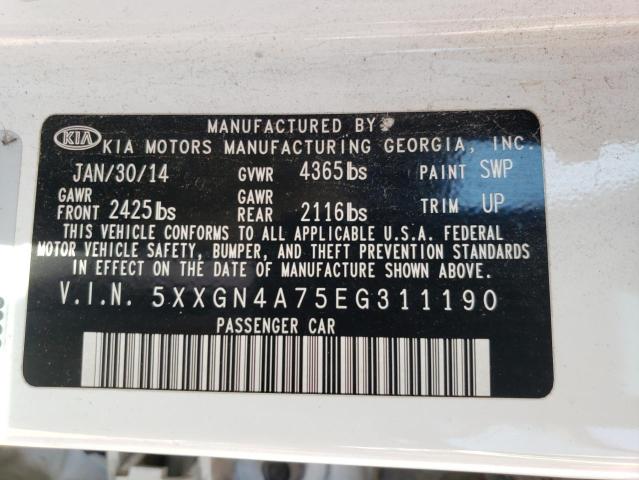 MANUFACTURED BY
KIA KIA MOTORS MANUFACTURING GEORGIA, INC.
JAN/30/14 GVWR 4365lbs PAINT SWP
GAWR FRONT 2425lbs GAWR REAR 2116lbs TRIM UP
THIS VEHICLE CONFORMS TO ALL APPLICABLE U.S.A. FEDERAL
MOTOR VEHICLE SAFETY, BUMPER, AND THEFT PREVENTION STANDARDS
IN EFFECT ON THE DATE OF MANUFACTURE SHOWN ABOVE.
V.I.N. 5XXGN4A75EG311190
PASSENGER CAR